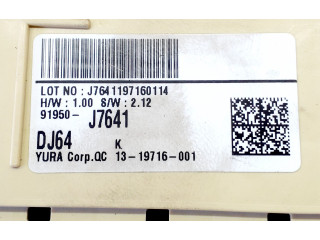 LOT NO : J7641197160114
H/W : 1.00 S/W : 2.12
91950- J7641
DJ64 K
YURA Corp.QC 13-19716-001